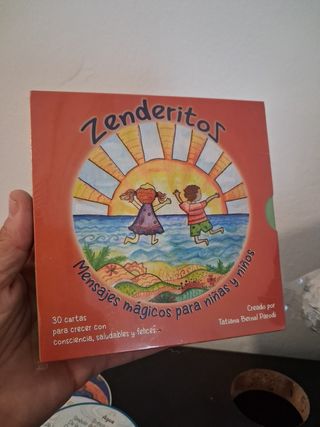 Zenderitos
Mensajes mágicos para niñas y niños
30 cartas
para crecer con
consciencia, saludables y felices...
Creado por
Tatiana Bernal Parodi
Agua